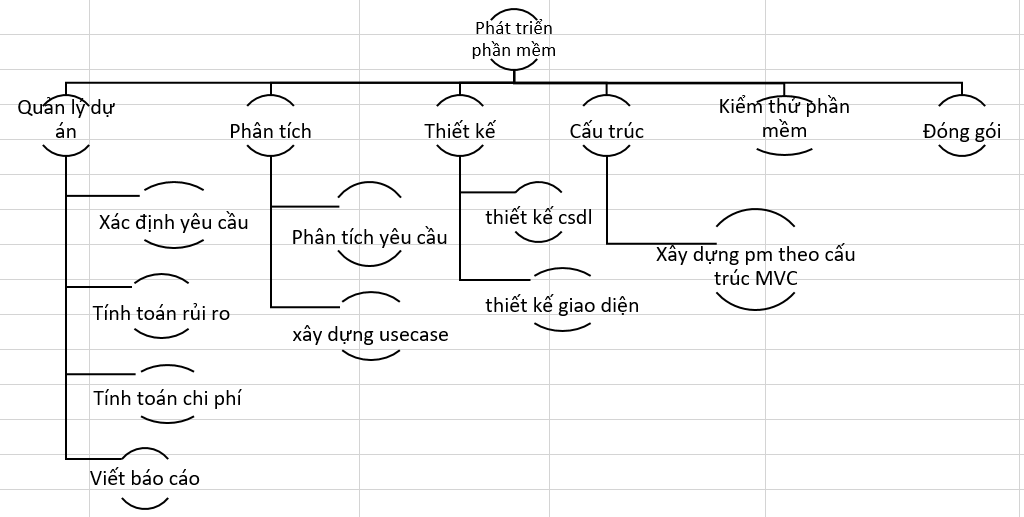 Phát triển
phần mềm
Quản lý dự
án
Phân tích
Thiết kế
Cấu trúc
Kiểm thử phần
mềm
Đóng gói
Xác định yêu cầu
Tính toán rủi ro
Tính toán chi phí
Viết báo cáo
Phân tích yêu cầu
xây dựng usecase
thiết kế csdl
thiết kế giao diện
Xây dựng pm theo cấu
trúc MVC